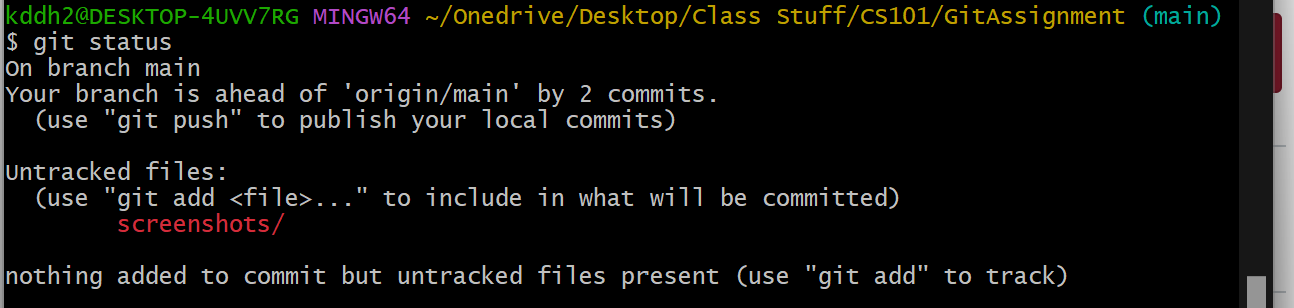 kddh2@DESKTOP-4UVV7RG MINGW64 ~/Onedrive/Desktop/Class Stuff/CS101/GitAssignment (main)
$ git status
On branch main
Your branch is ahead of 'origin/main' by 2 commits.
  (use "git push" to publish your local commits)

Untracked files:
  (use "git add <file>..." to include in what will be committed)
        screenshots/

nothing added to commit but untracked files present (use "git add" to track)